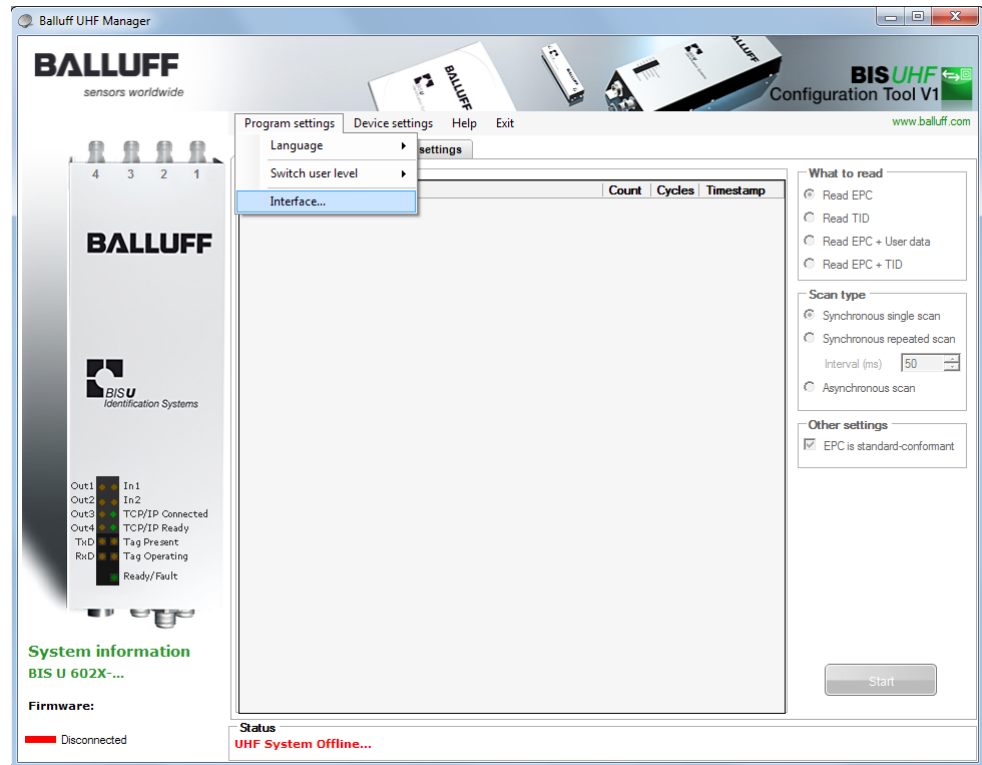 Balluff UHF Manager
BALLUFF
sensors worldwide
BALLUFF
BALLUFF
BIS UHF
Configuration Tool V1
www.balluff.com
Program settings Device settings Help Exit
Language
settings
Switch user level
Interface...
Count Cycles Timestamp
4 3 2 1
BALLUFF
BIS U
Identification Systems
Out1 In1
Out2 In2
Out3 TCP/IP Connected
Out4 TCP/IP Ready
TxD Tag Present
RxD Tag Operating
Ready/Fault
System information
BIS U 602X-...
Firmware:
Disconnected
What to read
Read EPC
Read TID
Read EPC + User data
Read EPC + TID
Scan type
Synchronous single scan
Synchronous repeated scan
Interval (ms) 50
Asynchronous scan
Other settings
EPC is standard-conformant
Start
Status
UHF System Offline...